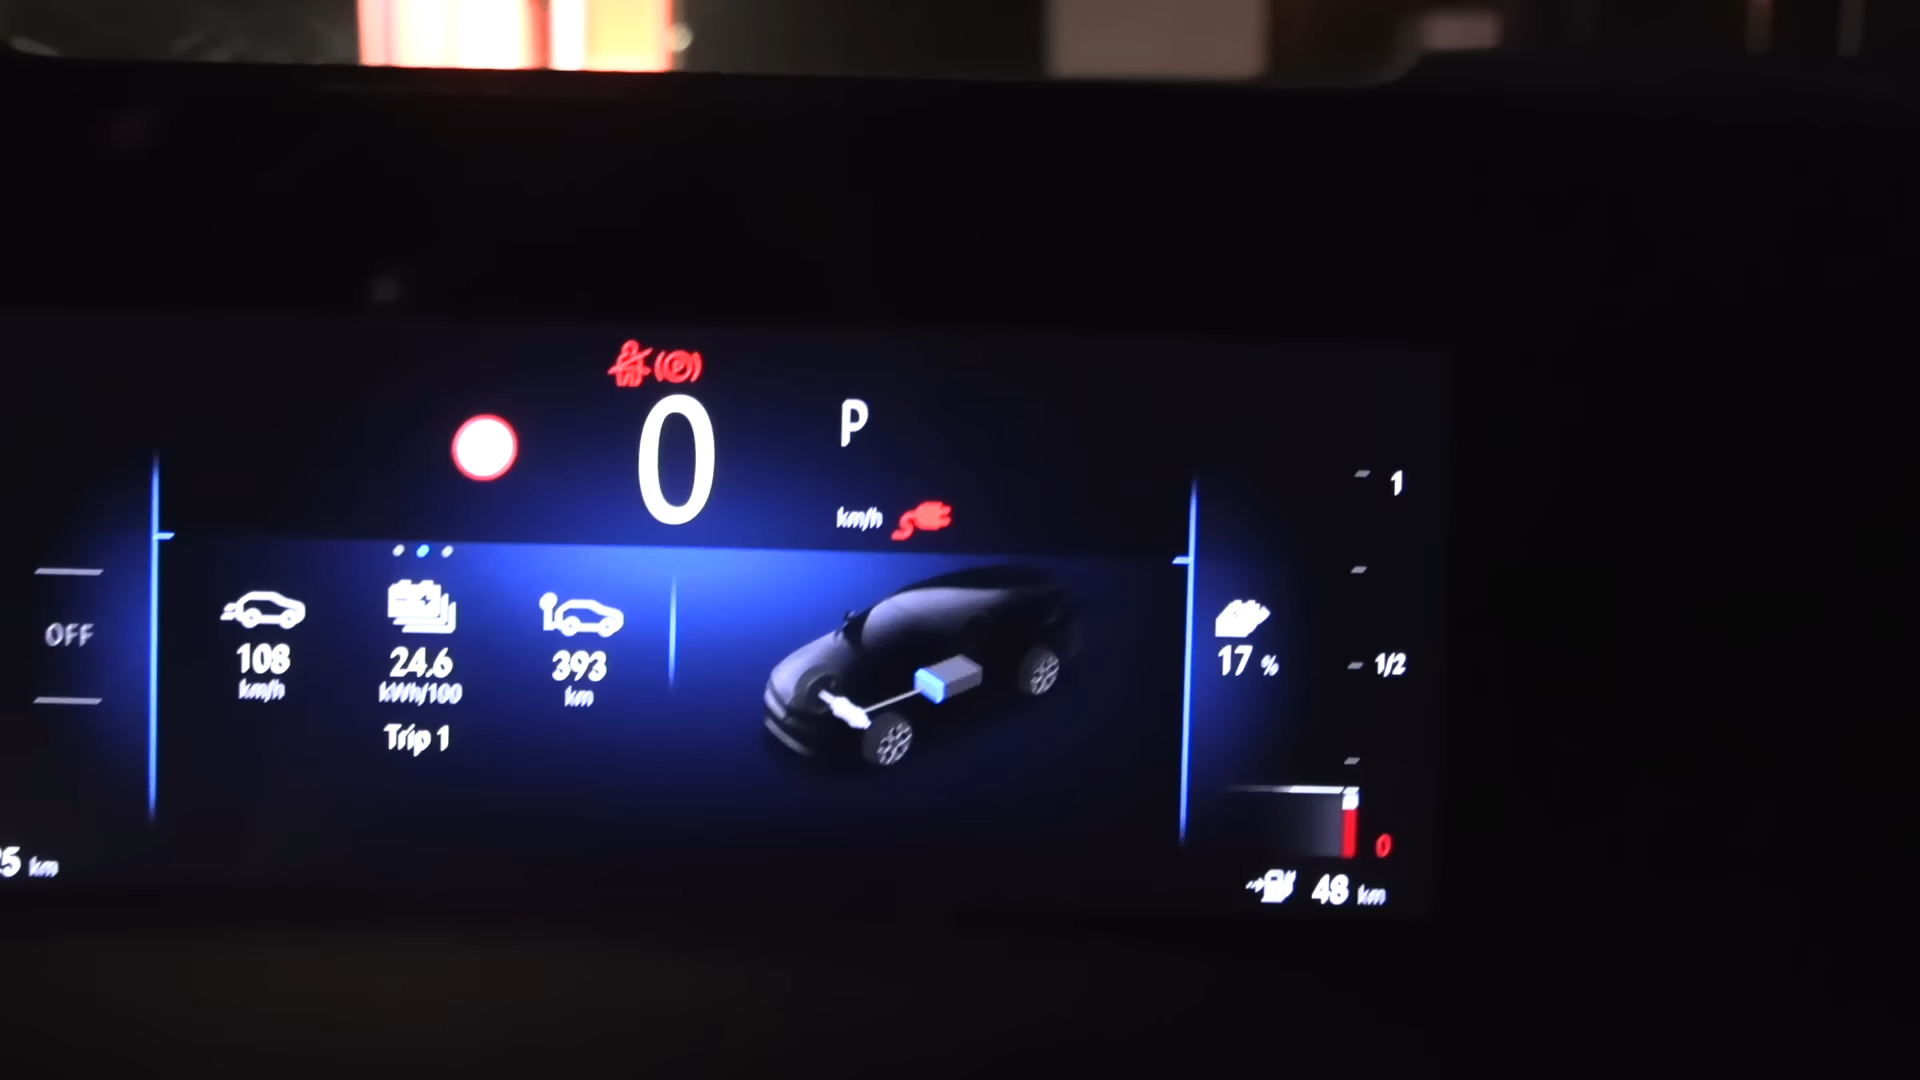 0
P
km/h
1
OFF
108
km/h
24.6
kWh/100
Trip 1
393
km
17 %
1/2
0
5 km
48 km